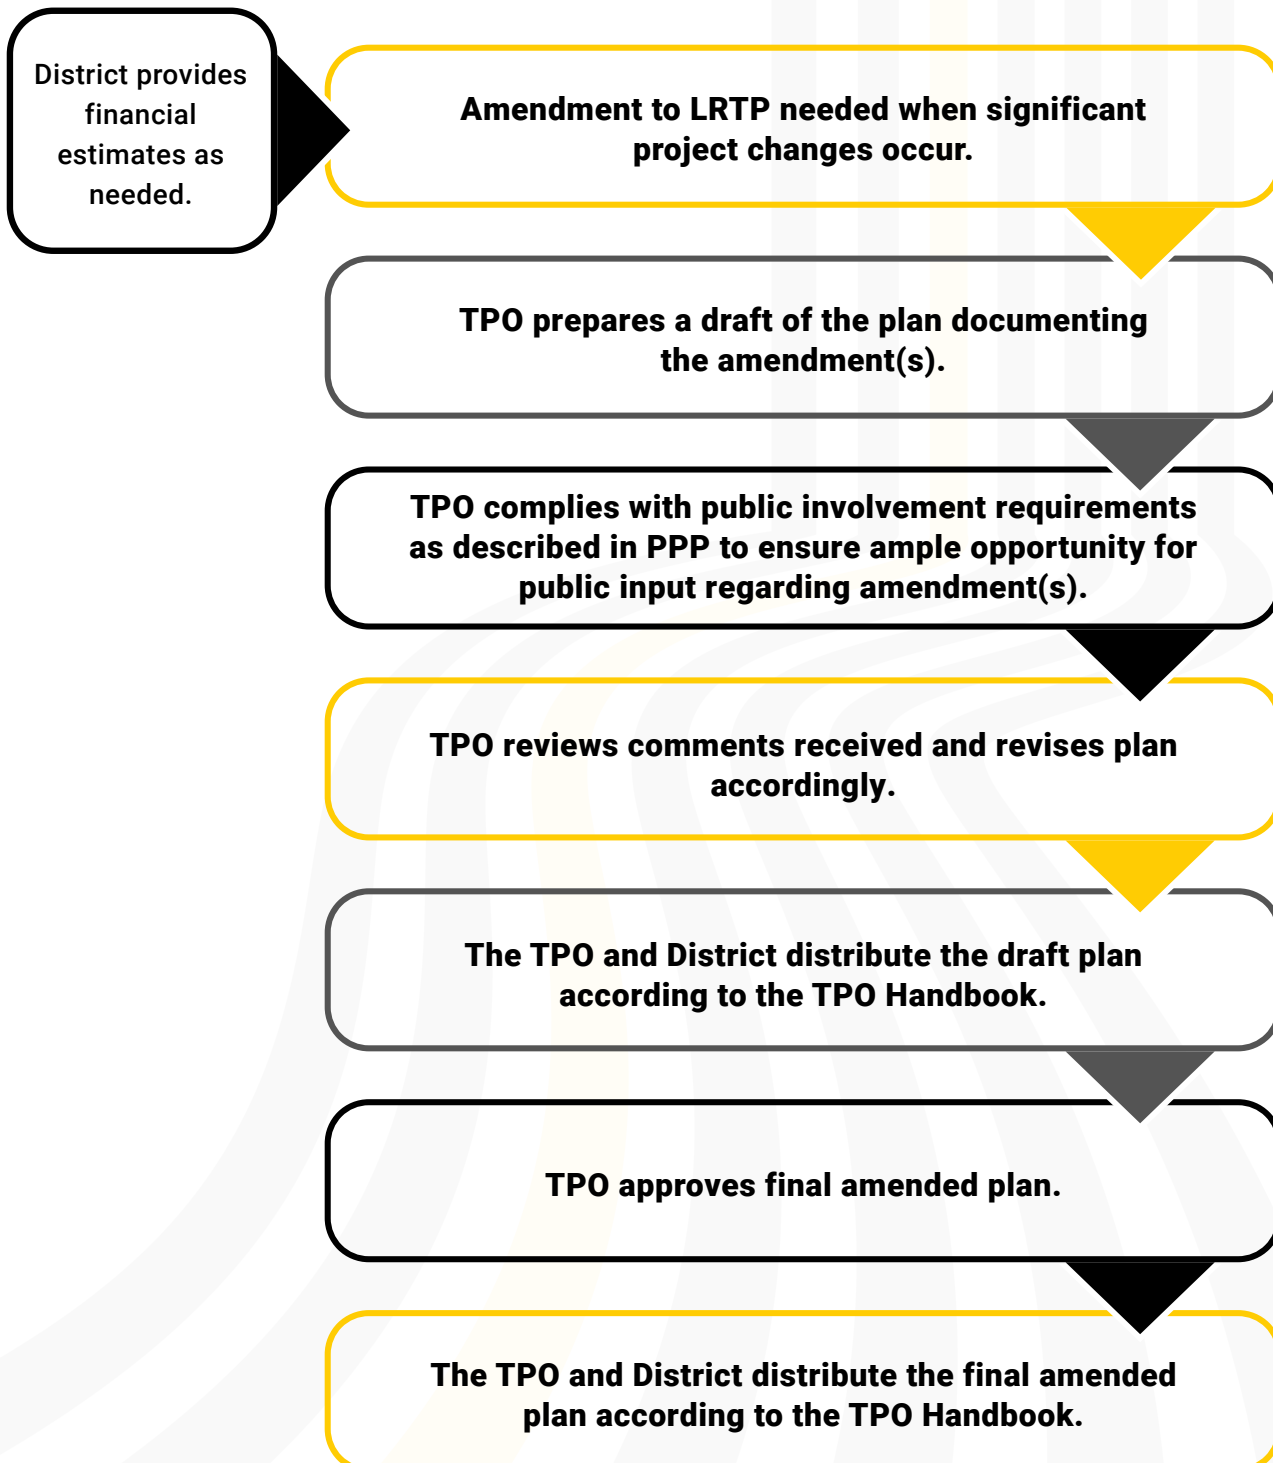 District provides
financial
estimates as
needed.
Amendment to LRTP needed when significant
project changes occur.
TPO prepares a draft of the plan documenting
the amendment(s).
TPO complies with public involvement requirements
as described in PPP to ensure ample opportunity for
public input regarding amendment(s).
TPO reviews comments received and revises plan
accordingly.
The TPO and District distribute the draft plan
according to the TPO Handbook.
TPO approves final amended plan.
The TPO and District distribute the final amended
plan according to the TPO Handbook.